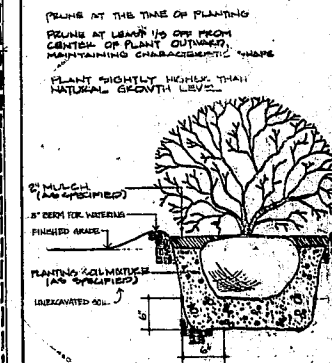 PRUNE AT THE TIME OF PLANTING
PRUNE AT LEAST 1/3 OFF FROM
CENTER OF PLANT OUTWARD,
MAINTAINING CHARACTERISTIC SHAPE
PLANT SIGHTLY HIGHER THAN
NATURAL GROWTH LEVEL
2" MULCH
(AS SPECIFIED)
3" BERM FOR WATERING
FINISHED GRADE
PLANTING SOIL MIXTURE
(AS SPECIFIED)
UNEXCAVATED SOIL
6"
6"